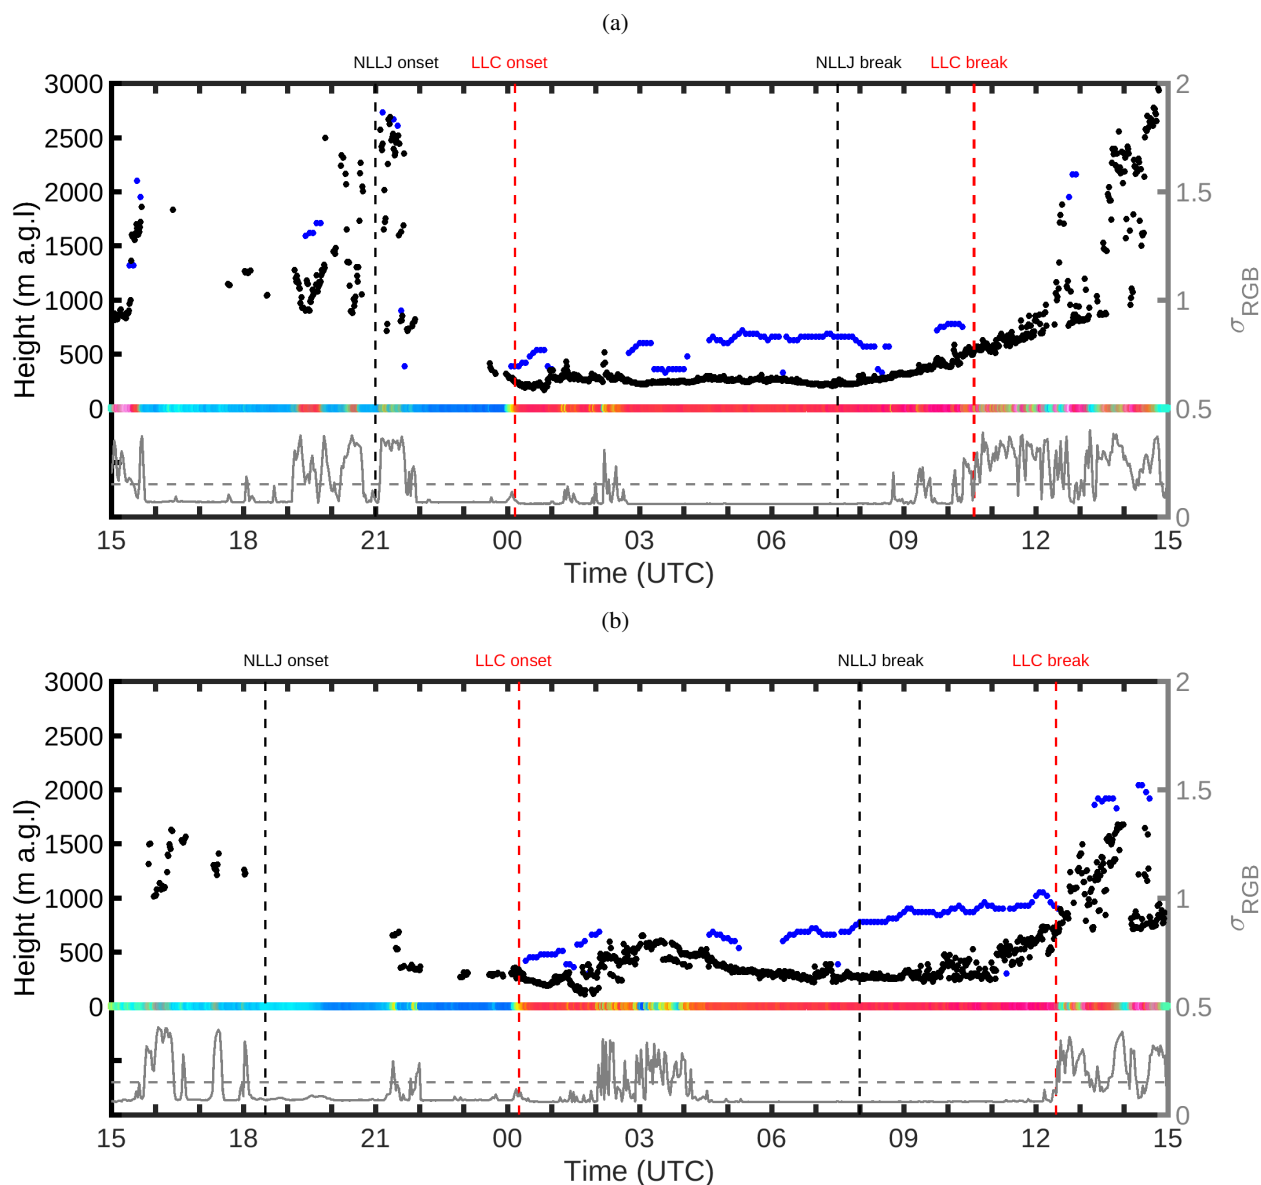 (a)
NLLJ onset LLC onset NLLJ break LLC break
3000 2
2500
2000 1.5
1500
1000 1
500
0 0.5
0
Height (m a.g.l)
σRGB
15 18 21 00 03 06 09 12 15
Time (UTC)
(b)
NLLJ onset LLC onset NLLJ break LLC break
3000 2
2500
2000 1.5
1500
1000 1
500
0 0.5
0
Height (m a.g.l)
σRGB
15 18 21 00 03 06 09 12 15
Time (UTC)